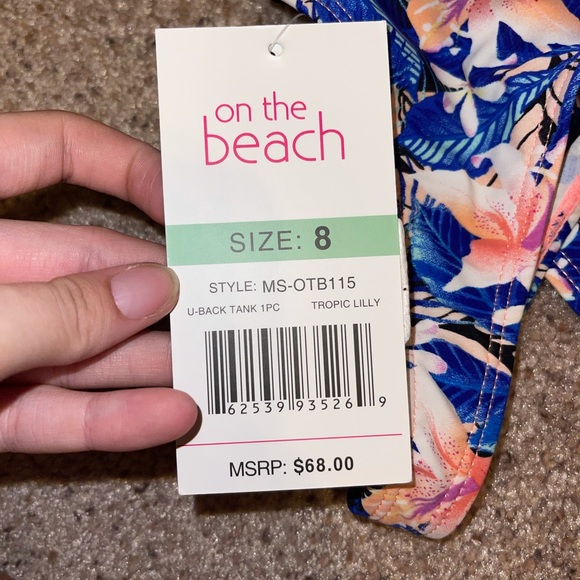 on the
beach
SIZE: 8
STYLE: MS-OTB115
U-BACK TANK 1PC TROPIC LILLY
62539 93526 9
MSRP: $68.00